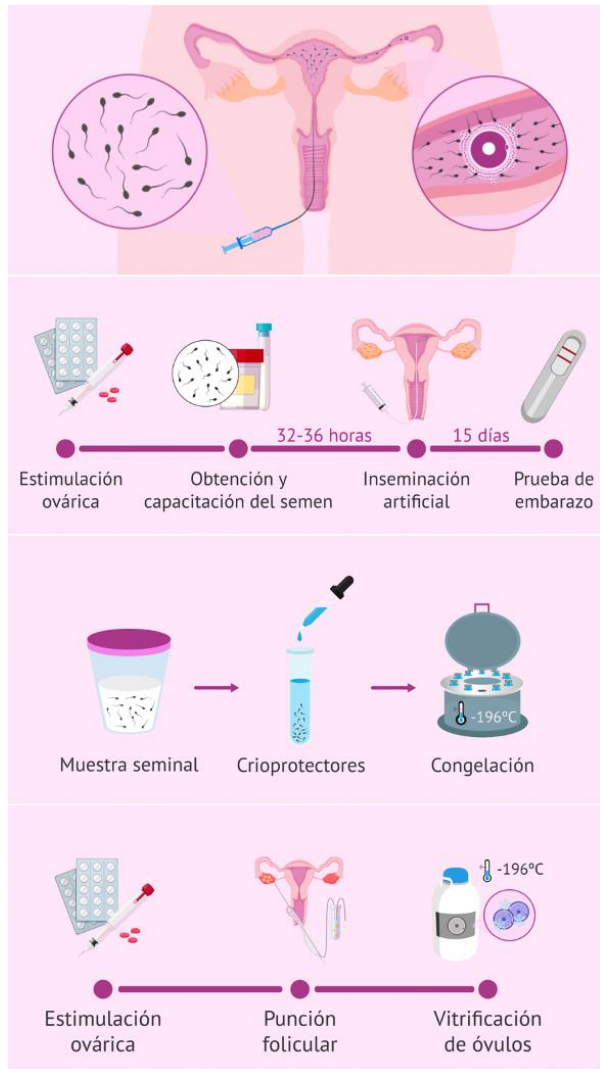 32-36 horas
15 días
Estimulación
ovárica
Obtención y
capacitación del semen
Inseminación
artificial
Prueba de
embarazo
-196ºC
Muestra seminal
Crioprotectores
Congelación
-196ºC
Estimulación
ovárica
Punción
folicular
Vitrificación
de óvulos